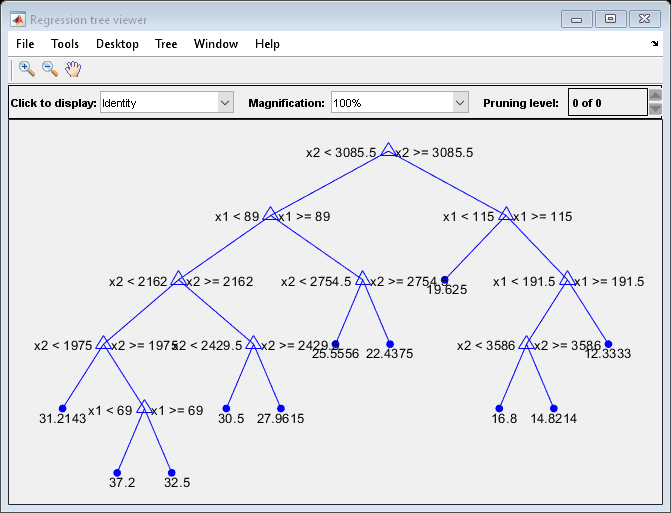 Regression tree viewer
File Tools Desktop Tree Window Help
Click to display: Identity Magnification: 100% Pruning level: 0 of 0
x2 < 3085.5 x2 >= 3085.5
x1 < 89 x1 >= 89 x1 < 115 x1 >= 115
x2 < 2162 x2 >= 2162 x2 < 2754.5 x2 >= 2754.5 x1 < 191.5 x1 >= 191.5
19.625
x2 < 1975 x2 >= 1975 x2 < 2429.5 x2 >= 2429.5 x2 < 3586 x2 >= 3586
25.5556 22.4375 12.3333
x1 < 69 x1 >= 69
31.2143 30.5 27.9615 16.8 14.8214
37.2 32.5